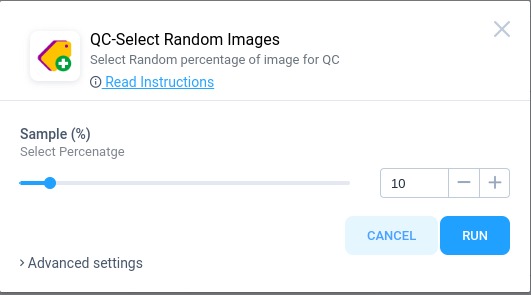 QC-Select Random Images
Select Random percentage of image for QC
Read Instructions
Sample (%)
Select Percenatge
10
CANCEL
RUN
Advanced settings